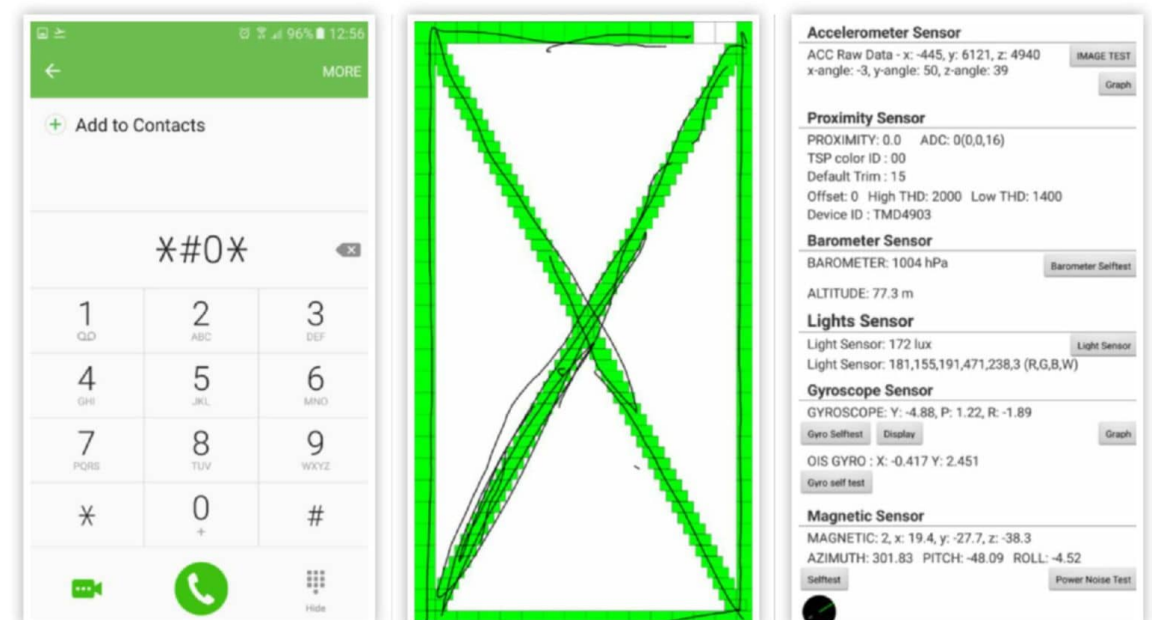 96% 12:56
MORE
Add to Contacts
*#0*
1 2 3
ABC DEF
4 5 6
GHI JKL MNO
7 8 9
PQRS TUV WXYZ
* 0 #
+
Hide
Accelerometer Sensor
ACC Raw Data - x: -445, y: 6121, z: 4940
IMAGE TEST
x-angle: -3, y-angle: 50, z-angle: 39
Graph
Proximity Sensor
PROXIMITY: 0.0 ADC: 0(0,0,16)
TSP color ID : 00
Default Trim : 15
Offset: 0 High THD: 2000 Low THD: 1400
Device ID : TMD4903
Barometer Sensor
BAROMETER: 1004 hPa
Barometer Selftest
ALTITUDE: 77.3 m
Lights Sensor
Light Sensor: 172 lux
Light Sensor
Light Sensor: 181,155,191,471,238,3 (R,G,B,W)
Gyroscope Sensor
GYROSCOPE: Y: -4.88, P: 1.22, R: -1.89
Gyro Selftest Display Graph
OIS GYRO : X: -0.417 Y: 2.451
Gyro self test
Magnetic Sensor
MAGNETIC: 2, x: 19.4, y: -27.7, z: -38.3
AZIMUTH: 301.83 PITCH: -48.09 ROLL: -4.52
Selftest Power Noise Test